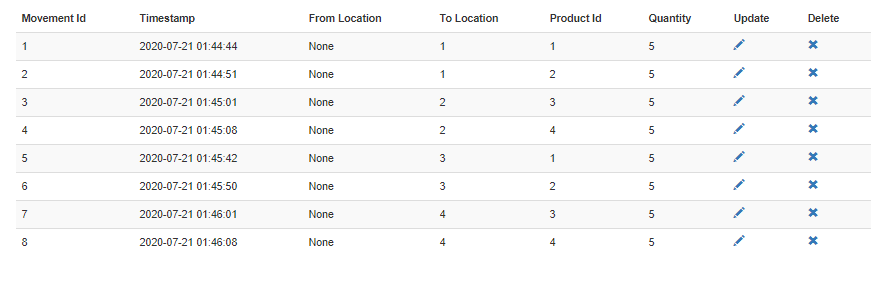 Movement Id Timestamp From Location To Location Product Id Quantity Update Delete
1 2020-07-21 01:44:44 None 1 1 5
2 2020-07-21 01:44:51 None 1 2 5
3 2020-07-21 01:45:01 None 2 3 5
4 2020-07-21 01:45:08 None 2 4 5
5 2020-07-21 01:45:42 None 3 1 5
6 2020-07-21 01:45:50 None 3 2 5
7 2020-07-21 01:46:01 None 4 3 5
8 2020-07-21 01:46:08 None 4 4 5